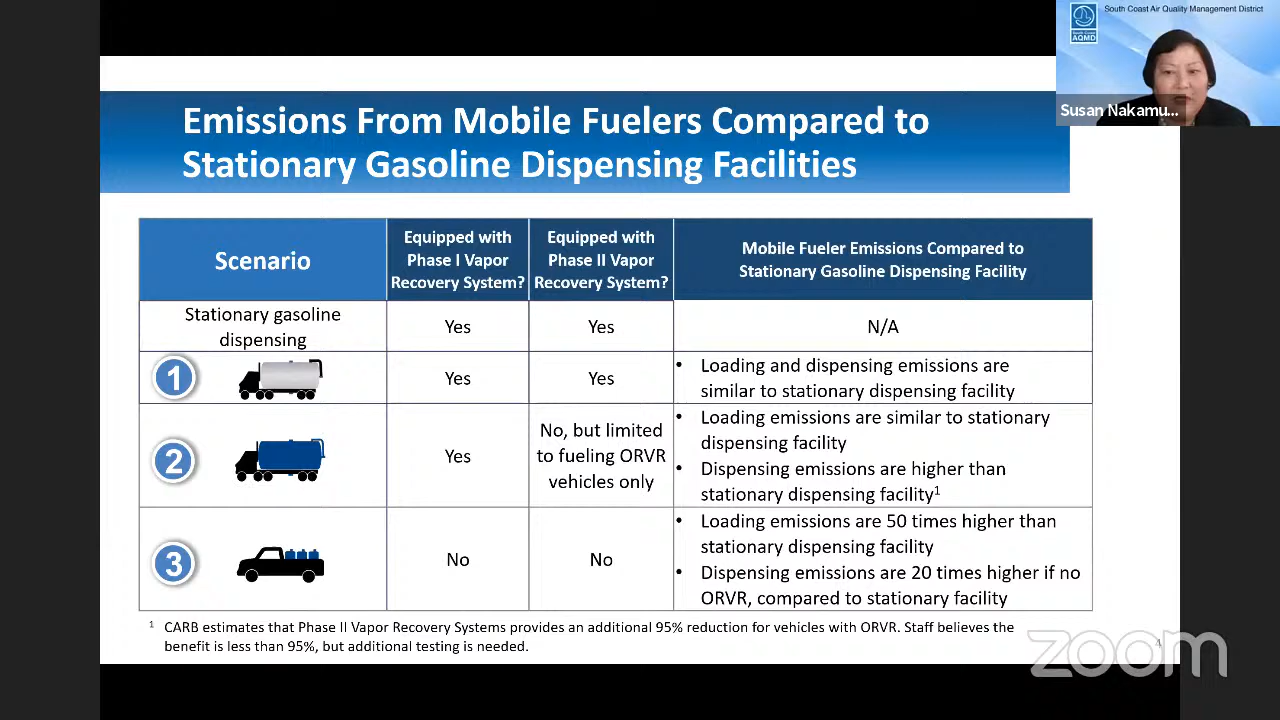 South Coast Air Quality Management District
South Coast
AQMD
Susan Nakamu...
Emissions From Mobile Fuelers Compared to
Stationary Gasoline Dispensing Facilities
Scenario
Equipped with
Phase I Vapor
Recovery System?
Equipped with
Phase II Vapor
Recovery System?
Mobile Fueler Emissions Compared to
Stationary Gasoline Dispensing Facility
Stationary gasoline
dispensing
Yes
Yes
N/A
1
Yes
Yes
• Loading and dispensing emissions are
similar to stationary dispensing facility
2
Yes
No, but limited
to fueling ORVR
vehicles only
• Loading emissions are similar to stationary
dispensing facility
• Dispensing emissions are higher than
stationary dispensing facility¹
3
No
No
• Loading emissions are 50 times higher than
stationary dispensing facility
• Dispensing emissions are 20 times higher if no
ORVR, compared to stationary facility
¹ CARB estimates that Phase II Vapor Recovery Systems provides an additional 95% reduction for vehicles with ORVR. Staff believes the
benefit is less than 95%, but additional testing is needed.
4
zoom